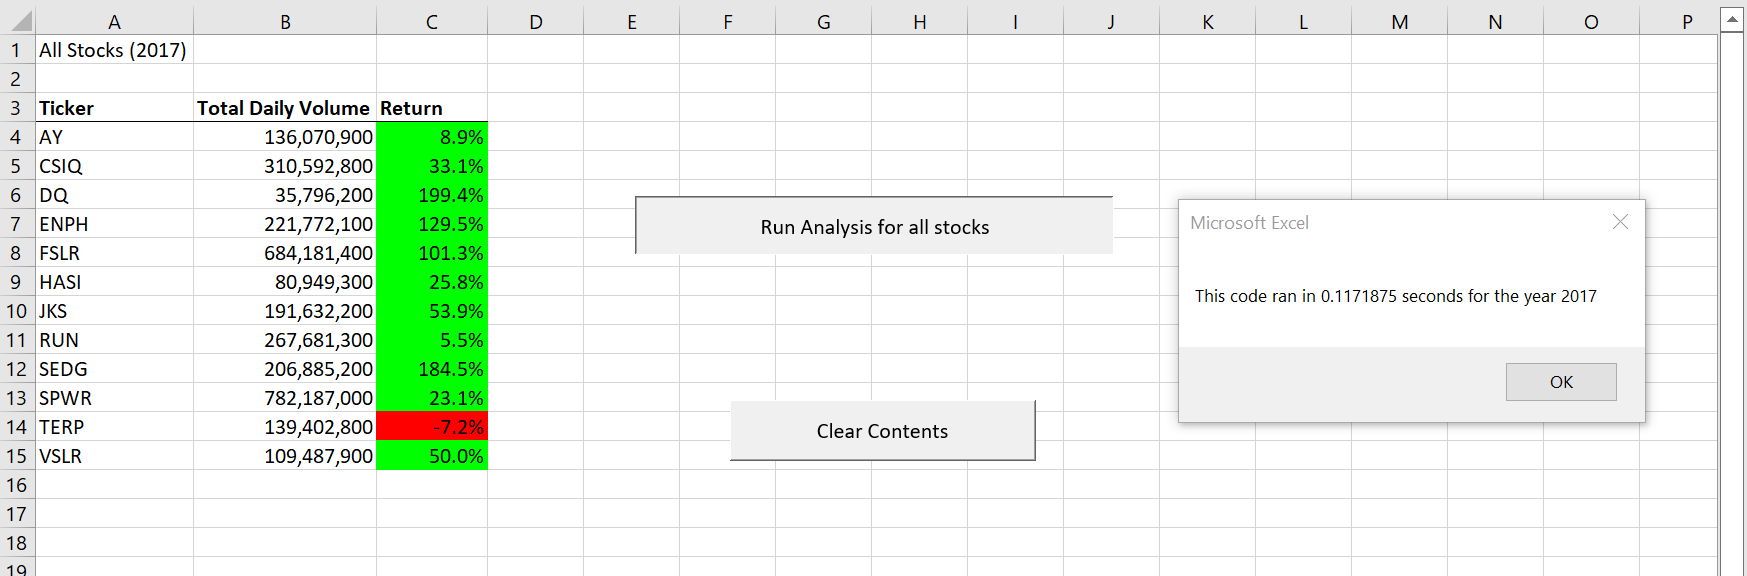 A B C D E F G H I J K L M N O P
1 All Stocks (2017)
2
3 Ticker Total Daily Volume Return
4 AY 136,070,900 8.9%
5 CSIQ 310,592,800 33.1%
6 DQ 35,796,200 199.4%
7 ENPH 221,772,100 129.5%
8 FSLR 684,181,400 101.3%
9 HASI 80,949,300 25.8%
10 JKS 191,632,200 53.9%
11 RUN 267,681,300 5.5%
12 SEDG 206,885,200 184.5%
13 SPWR 782,187,000 23.1%
14 TERP 139,402,800 -7.2%
15 VSLR 109,487,900 50.0%
16
17
18
19
Run Analysis for all stocks
Clear Contents
Microsoft Excel
This code ran in 0.1171875 seconds for the year 2017
OK